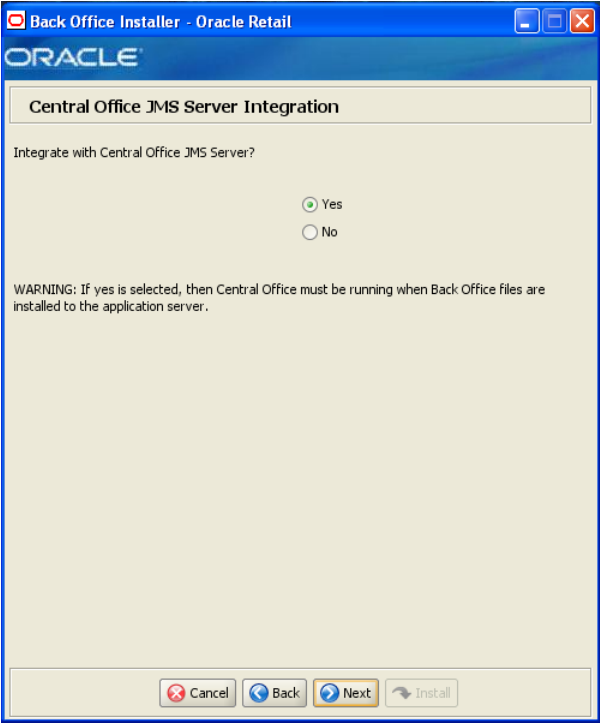 Back Office Installer - Oracle Retail
ORACLE
Central Office JMS Server Integration
Integrate with Central Office JMS Server?
Yes
No
WARNING: If yes is selected, then Central Office must be running when Back Office files are
installed to the application server.
Cancel Back Next Install